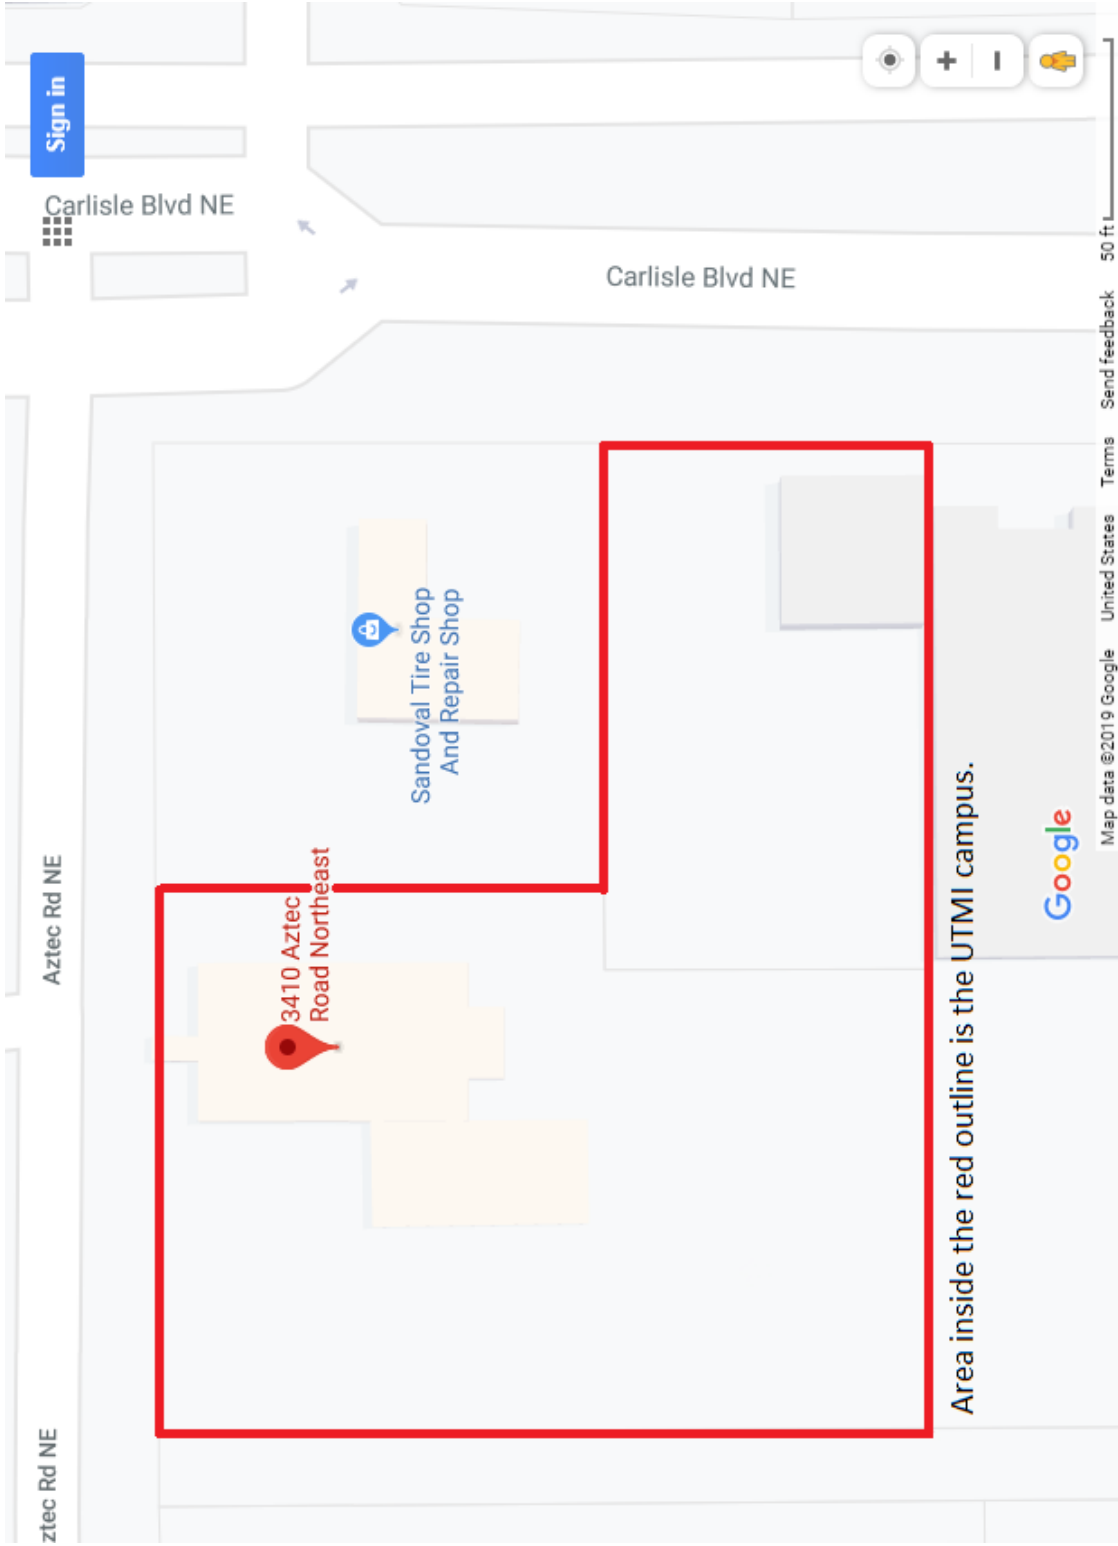 Sign in
Carlisle Blvd NE
Carlisle Blvd NE
Aztec Rd NE
ztec Rd NE
Sandoval Tire Shop
And Repair Shop
3410 Aztec
Road Northeast
Google
Map data ©2019 Google United States Terms Send feedback 50 ft
Area inside the red outline is the UTMI campus.